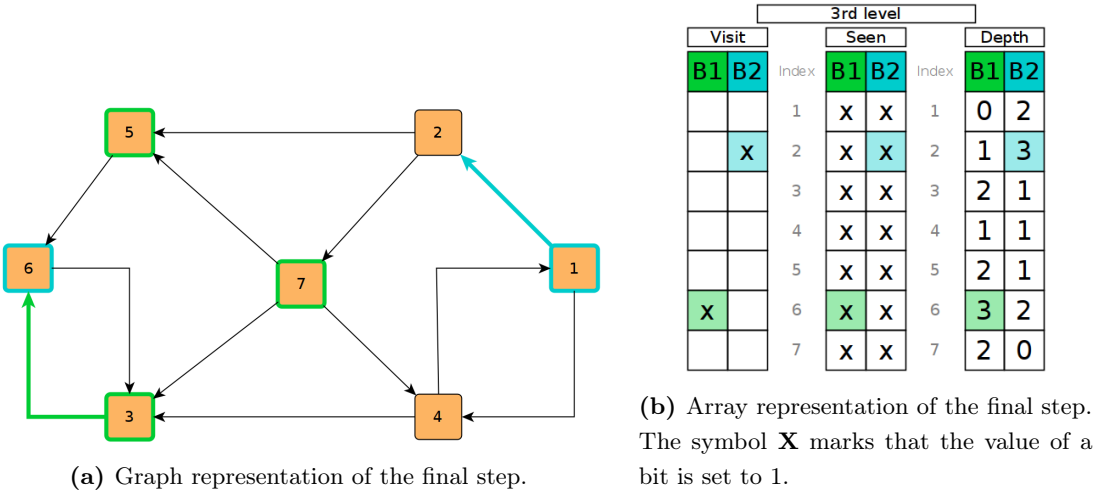 5
2
6
7
1
3
4
(a) Graph representation of the final step.
3rd level
Visit Seen Depth
B1 B2 Index B1 B2 Index B1 B2
1 x x 1 0 2
x 2 x x 2 1 3
3 x x 3 2 1
4 x x 4 1 1
5 x x 5 2 1
x 6 x x 6 3 2
7 x x 7 2 0
(b) Array representation of the final step.
The symbol X marks that the value of a
bit is set to 1.